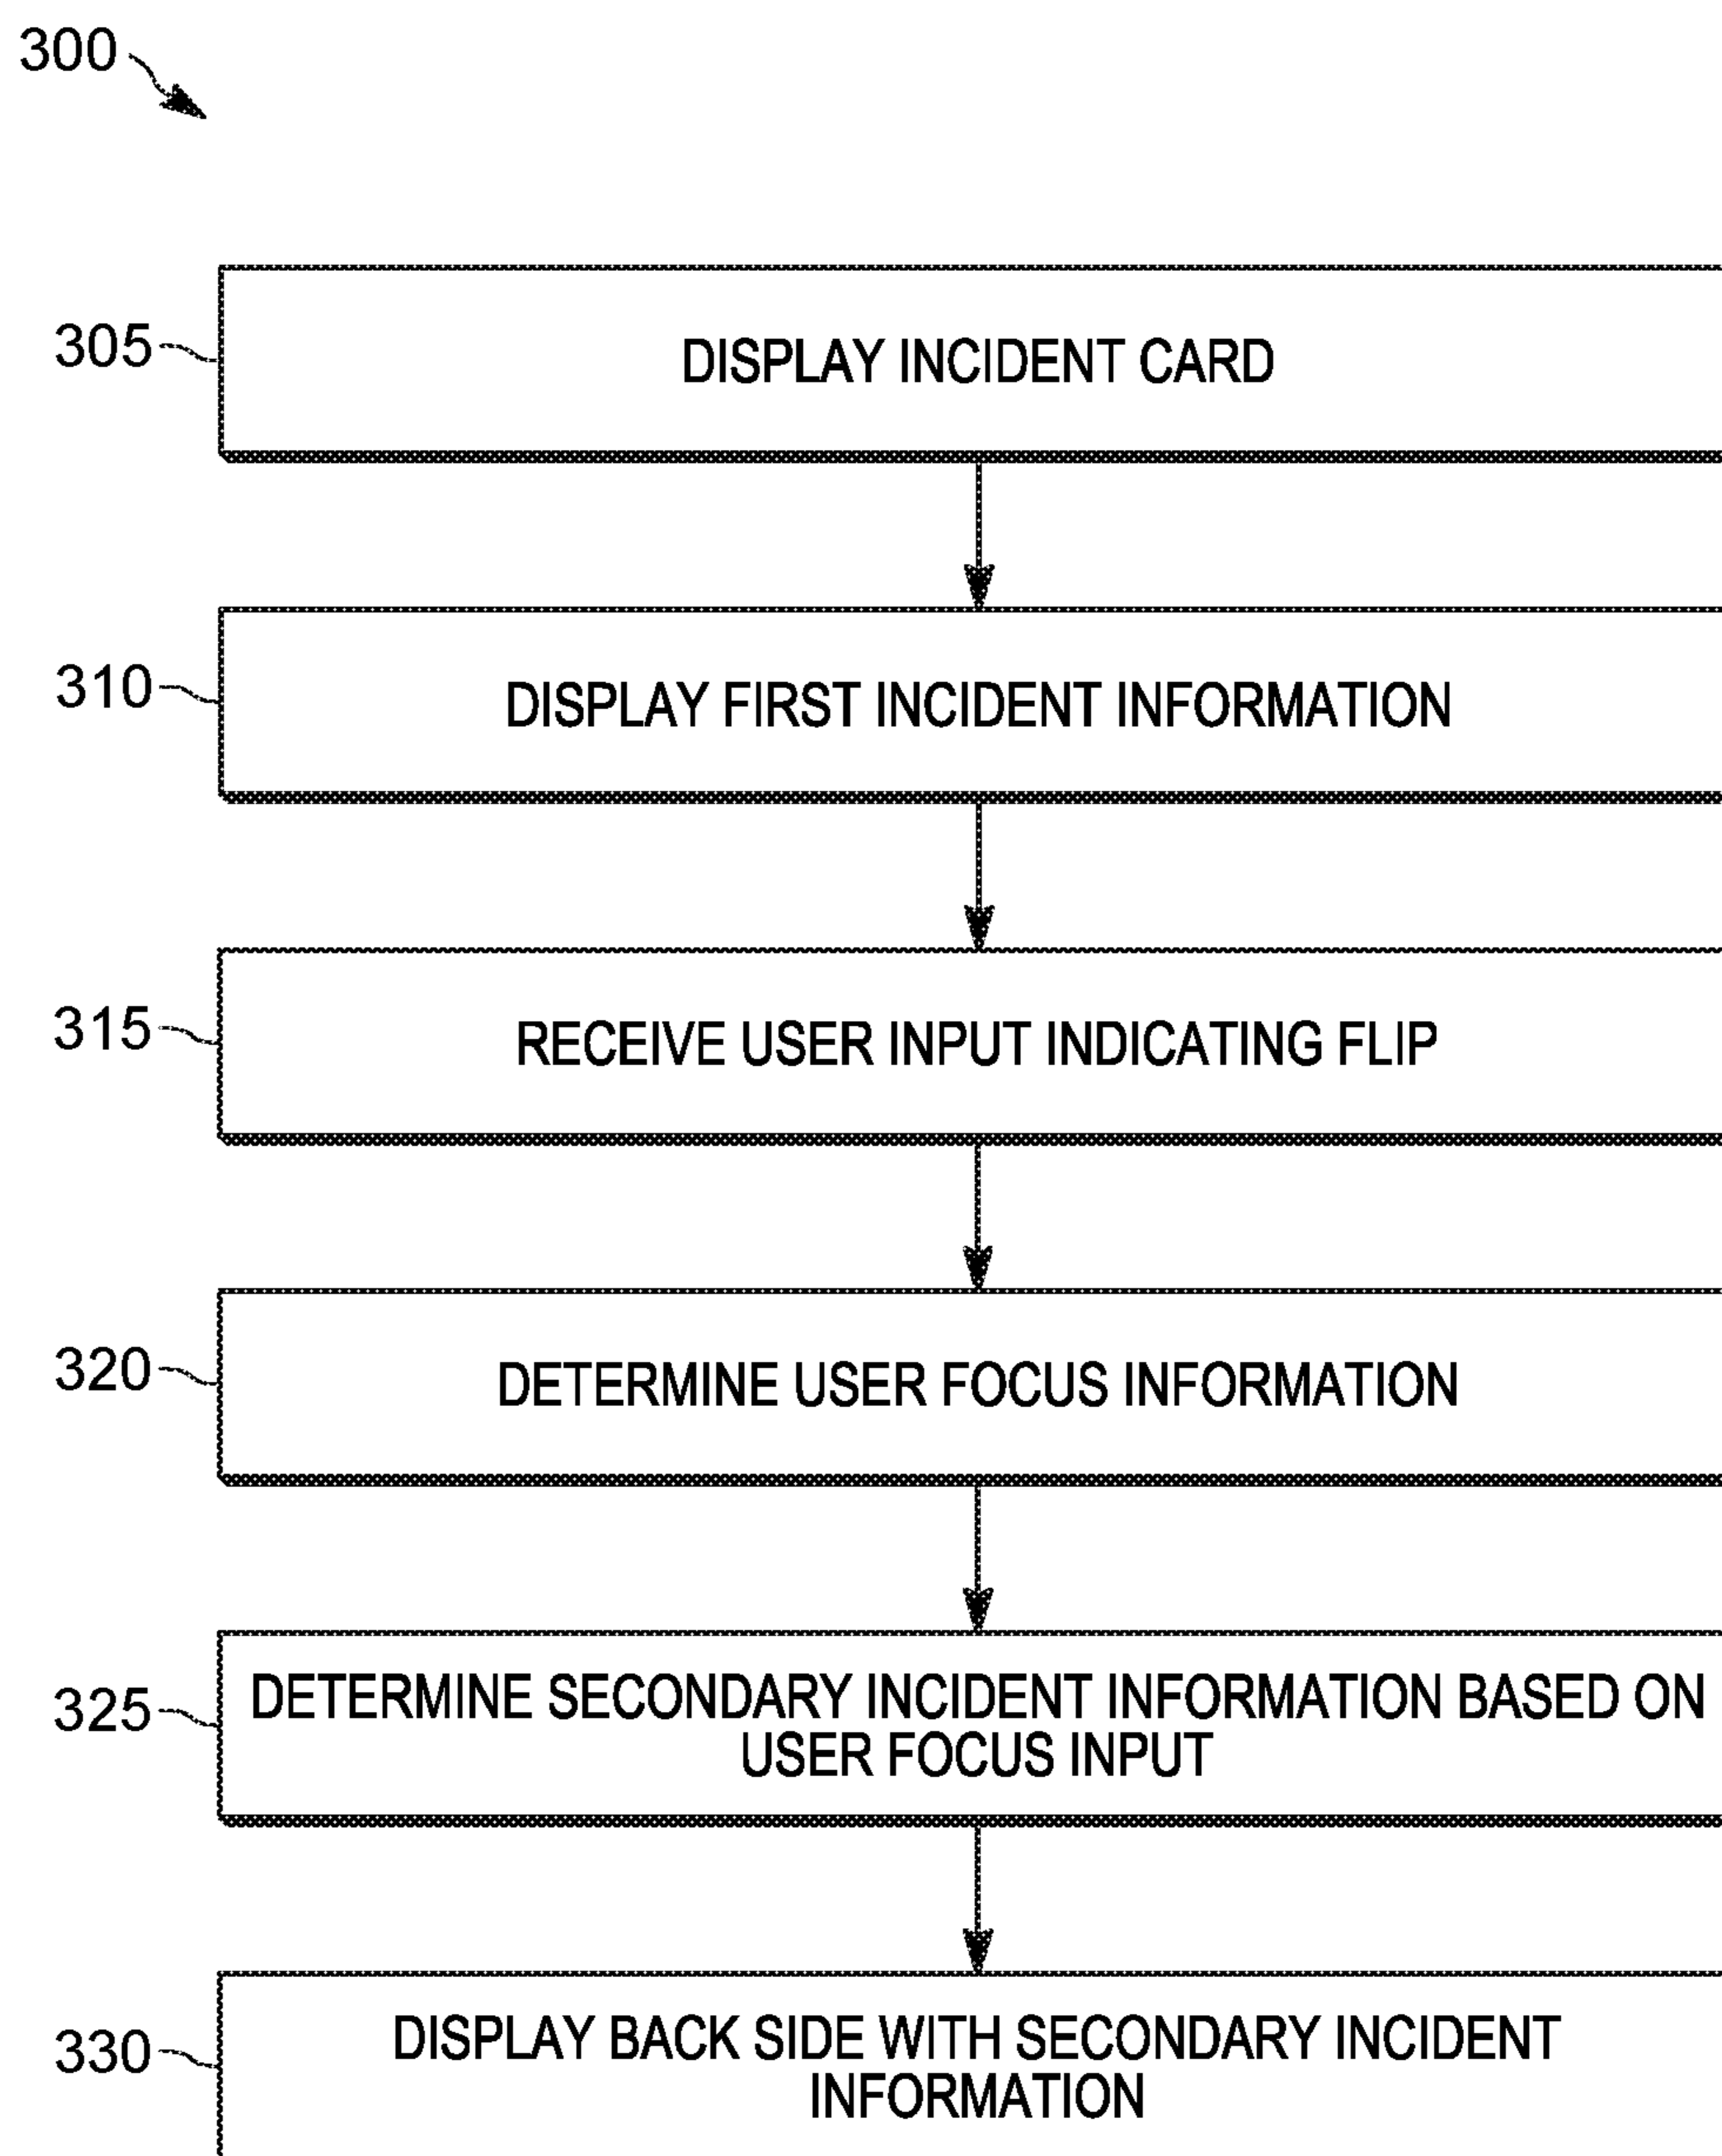 300
305
DISPLAY INCIDENT CARD
310
DISPLAY FIRST INCIDENT INFORMATION
315
RECEIVE USER INPUT INDICATING FLIP
320
DETERMINE USER FOCUS INFORMATION
325
DETERMINE SECONDARY INCIDENT INFORMATION BASED ON
USER FOCUS INPUT
330
DISPLAY BACK SIDE WITH SECONDARY INCIDENT
INFORMATION